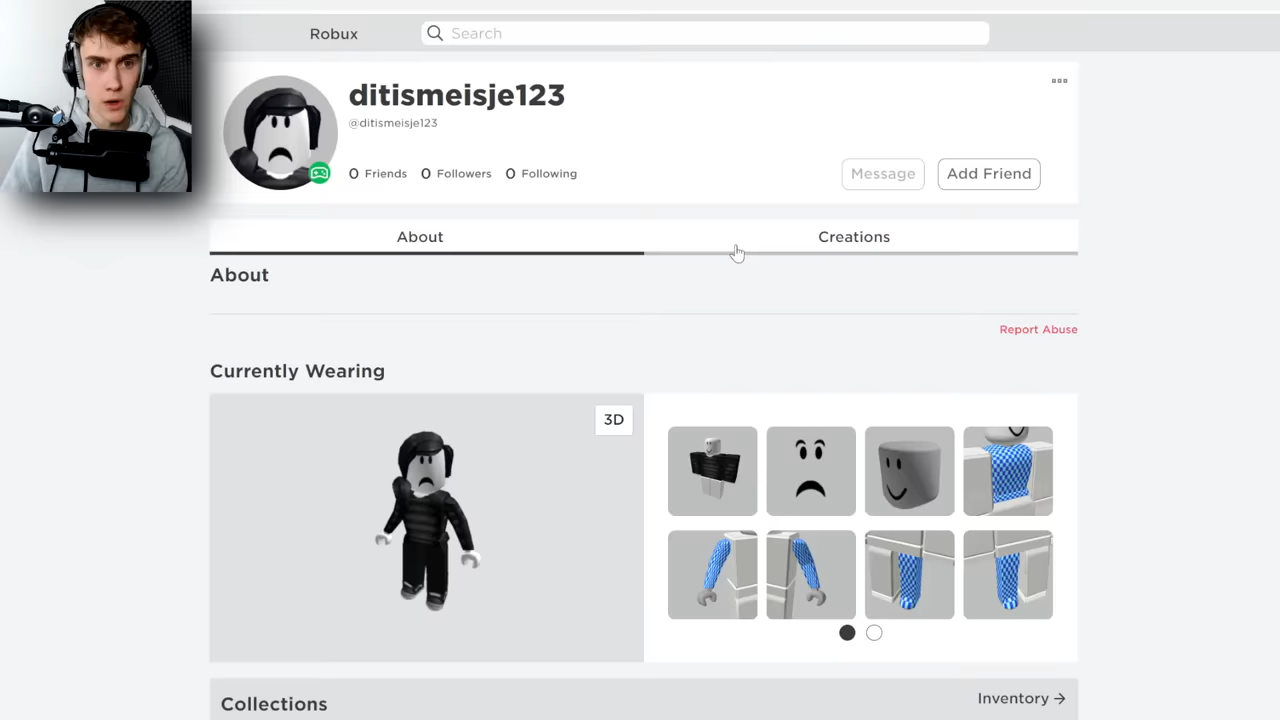 Robux
Search
ditismeisje123
@ditismeisje123
0 Friends 0 Followers 0 Following
Message
Add Friend
About
Creations
About
Report Abuse
Currently Wearing
3D
Collections
Inventory →